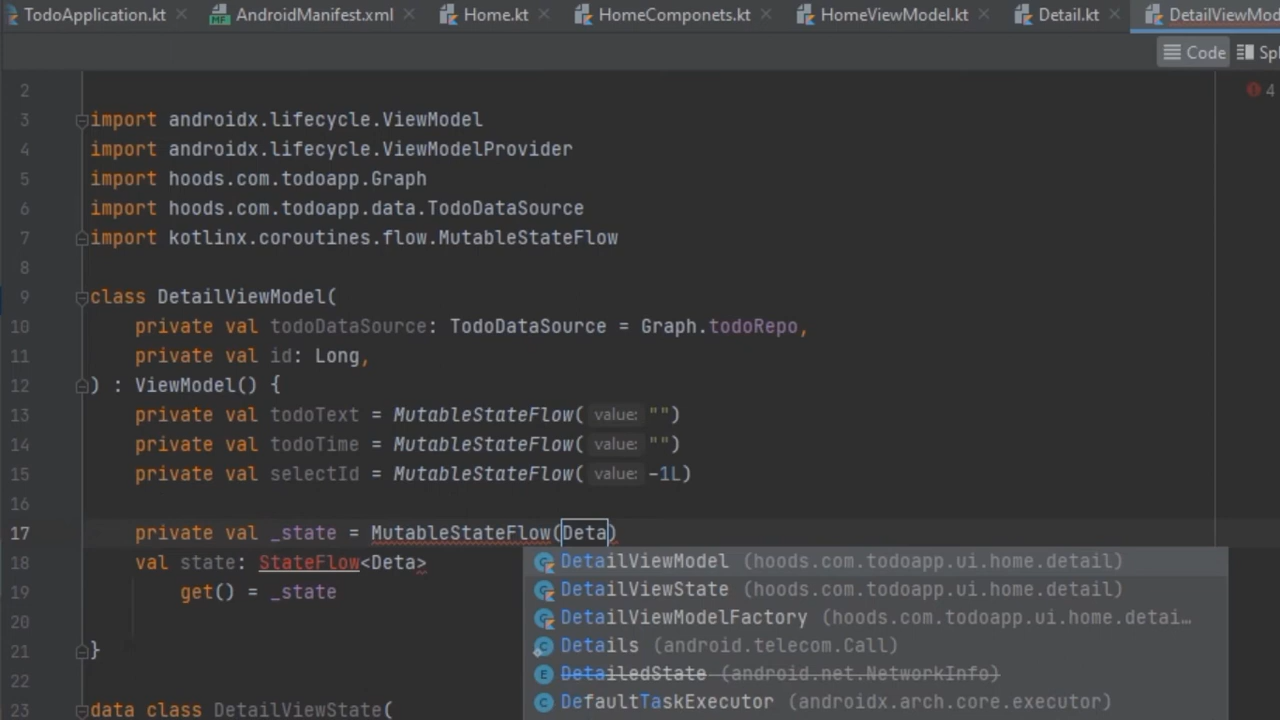 TodoApplication.kt AndroidManifest.xml Home.kt HomeComponets.kt HomeViewModel.kt Detail.kt DetailViewMod
Code Spl
2 4
3 import androidx.lifecycle.ViewModel
4 import androidx.lifecycle.ViewModelProvider
5 import hoods.com.todoapp.Graph
6 import hoods.com.todoapp.data.TodoDataSource
7 import kotlinx.coroutines.flow.MutableStateFlow
8
9 class DetailViewModel(
10 private val todoDataSource: TodoDataSource = Graph.todoRepo,
11 private val id: Long,
12 ) : ViewModel() {
13 private val todoText = MutableStateFlow( value: "")
14 private val todoTime = MutableStateFlow( value: "")
15 private val selectId = MutableStateFlow( value: -1L)
16
17 private val _state = MutableStateFlow(Deta)
18 val state: StateFlow<Deta> DetailViewModel (hoods.com.todoapp.ui.home.detail)
19 get() = _state DetailViewState (hoods.com.todoapp.ui.home.detail)
20 DetailViewModelFactory (hoods.com.todoapp.ui.home.detai…
21 } Details (android.telecom.Call)
22 DetailedState (android.net.NetworkInfo)
23 data class DetailViewState( DefaultTaskExecutor (androidx.arch.core.executor)